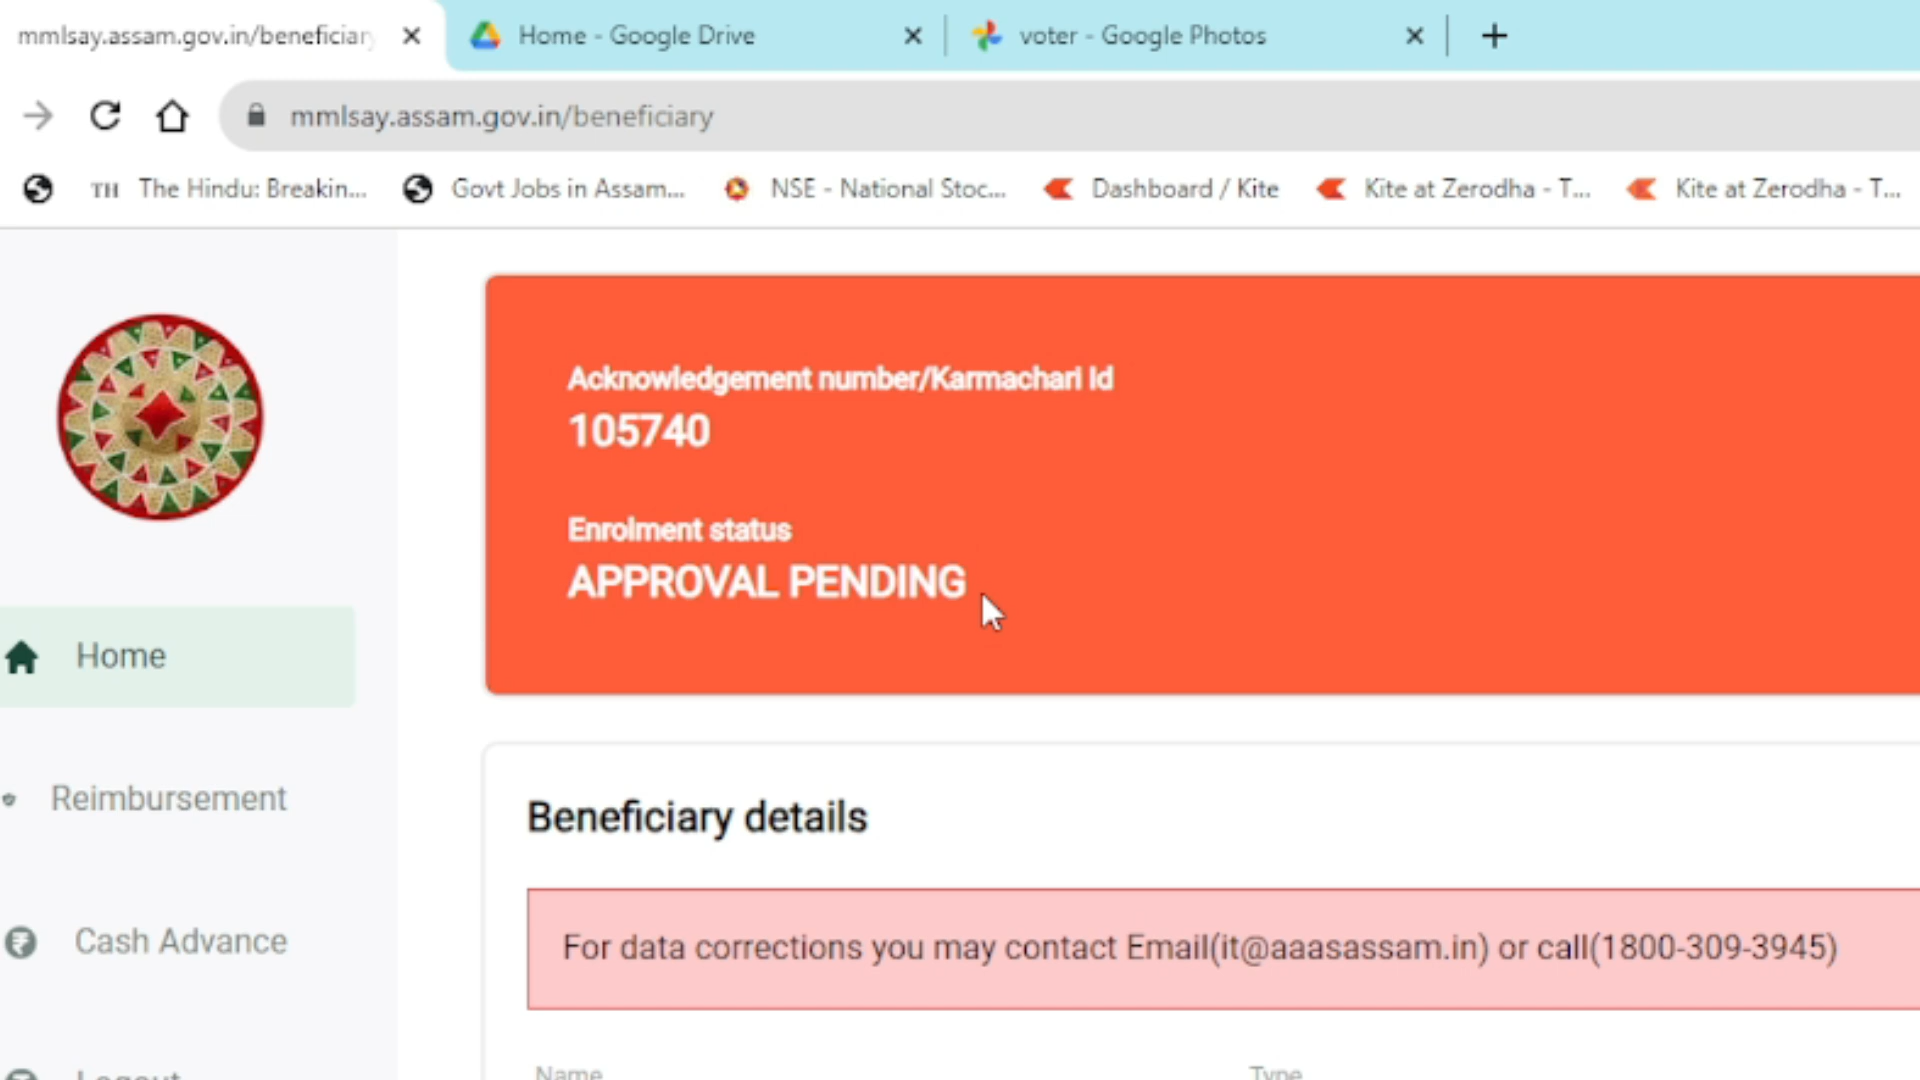 mmlsay.assam.gov.in/beneficiary
Home - Google Drive
voter - Google Photos
mmlsay.assam.gov.in/beneficiary
TH The Hindu: Breakin...
Govt Jobs in Assam...
NSE - National Stoc...
Dashboard / Kite
Kite at Zerodha - T...
Kite at Zerodha - T...
Acknowledgement number/Karmachari Id
105740
Enrolment status
APPROVAL PENDING
Home
Reimbursement
Cash Advance
Logout
Beneficiary details
For data corrections you may contact Email(it@aaasassam.in) or call(1800-309-3945)
Name
Type